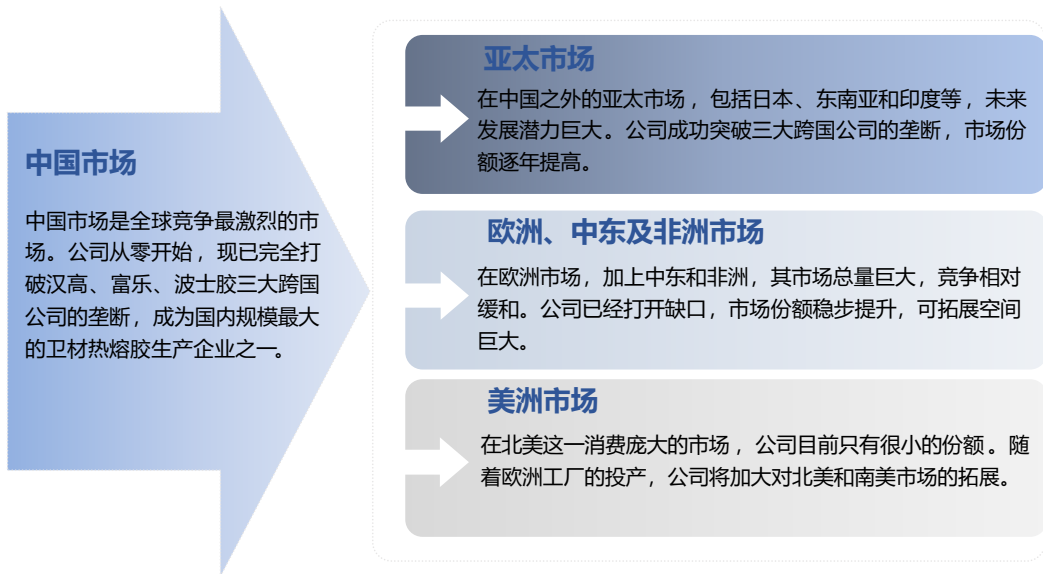 中国市场
中国市场是全球竞争最激烈的市
场。公司从零开始，现已完全打
破汉高、富乐、波士胶三大跨国
公司的垄断，成为国内规模最大
的卫材热熔胶生产企业之一。
亚太市场
在中国之外的亚太市场，包括日本、东南亚和印度等，未来
发展潜力巨大。公司成功突破三大跨国公司的垄断，市场份
额逐年提高。
欧洲、中东及非洲市场
在欧洲市场，加上中东和非洲，其市场总量巨大，竞争相对
缓和。公司已经打开缺口，市场份额稳步提升，可拓展空间
巨大。
美洲市场
在北美这一消费庞大的市场，公司目前只有很小的份额。随
着欧洲工厂的投产，公司将加大对北美和南美市场的拓展。